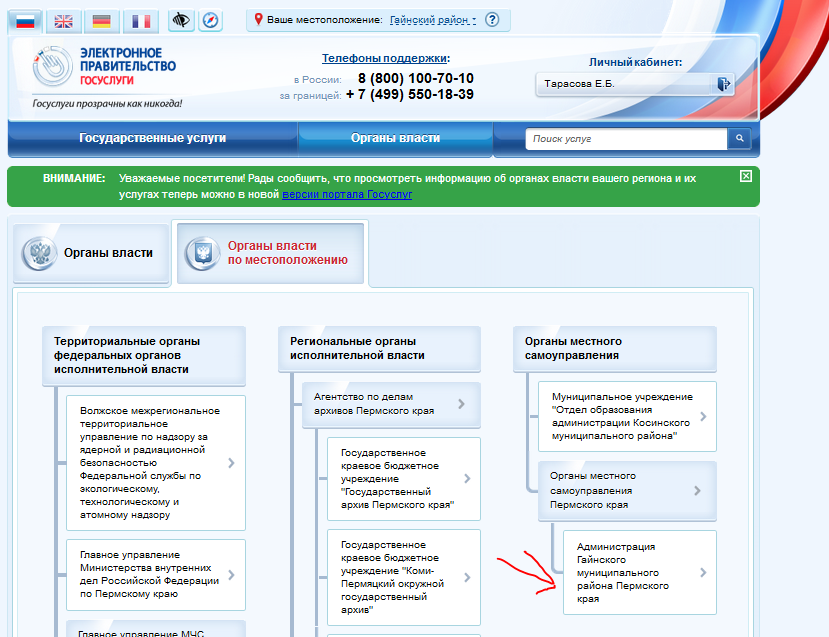 Ваше местоположение: Гайнский район
?
ЭЛЕКТРОННОЕ
ПРАВИТЕЛЬСТВО
ГОСУСЛУГИ
Госуслуги прозрачны как никогда!
Телефоны поддержки:
в России: 8 (800) 100-70-10
за границей: + 7 (499) 550-18-39
Личный кабинет:
Тарасова Е.Б.
Государственные услуги
Органы власти
Поиск услуг
ВНИМАНИЕ: Уважаемые посетители! Рады сообщить, что просмотреть информацию об органах власти вашего региона и их
услугах теперь можно в новой версии портала Госуслуг
Органы власти
Органы власти
по местоположению
Территориальные органы
федеральных органов
исполнительной власти
Волжское межрегиональное
территориальное
управление по надзору за
ядерной и радиационной
безопасностью
Федеральной службы по
экологическому,
технологическому и
атомному надзору
Главное управление
Министерства внутренних
дел Российской Федерации
по Пермскому краю
Главное управление МЧС
Региональные органы
исполнительной власти
Агентство по делам
архивов Пермского края
Государственное
краевое бюджетное
учреждение
"Государственный
архив Пермского края"
Государственное
краевое бюджетное
учреждение "Коми-
Пермяцкий окружной
государственный
архив"
Органы местного
самоуправления
Муниципальное учреждение
"Отдел образования
администрации Косинского
муниципального района"
Органы местного
самоуправления
Пермского края
Администрация
Гайнского
муниципального
района Пермского
края